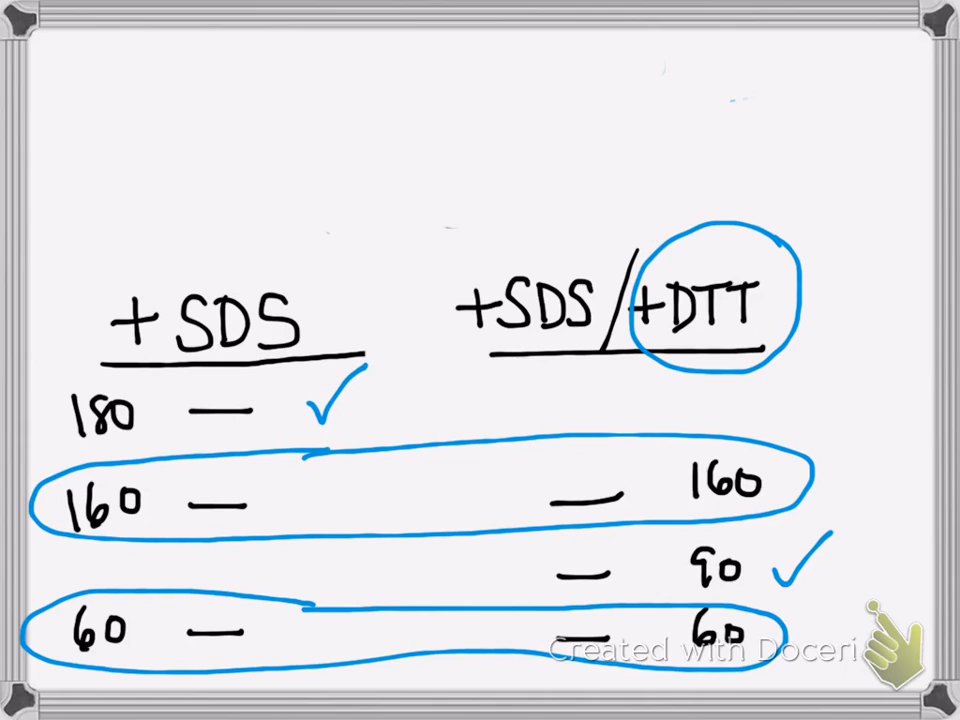 +SDS +SDS/+DTT
180 —
160 — — 160
— 90
60 — — 60
Created with Doceri